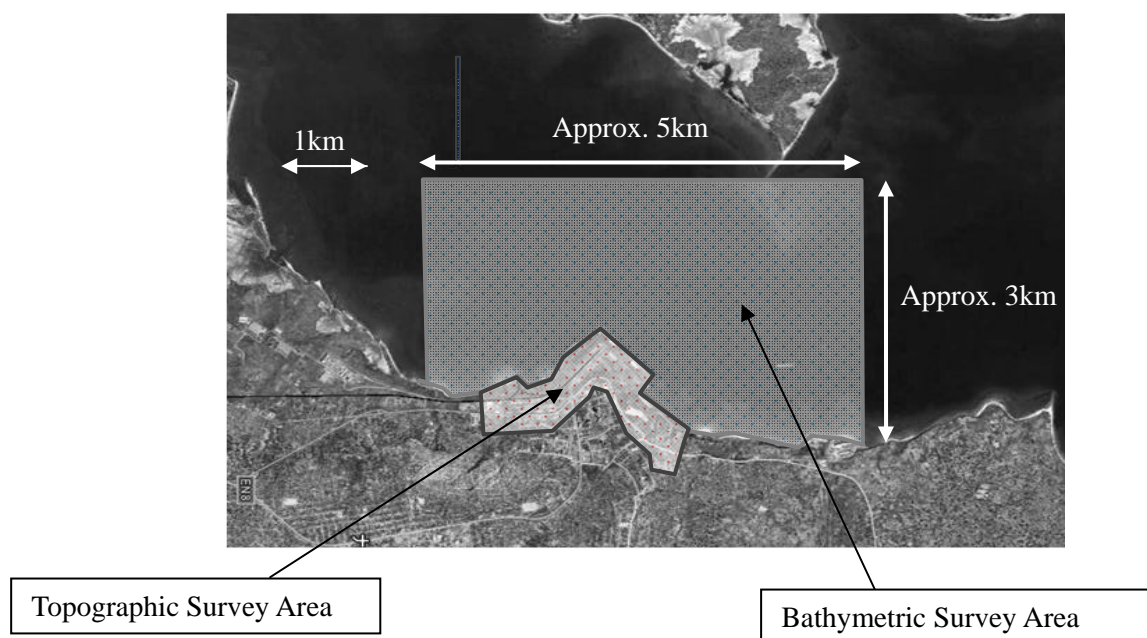 1km
Approx. 5km
Approx. 3km
EN8
Topographic Survey Area
Bathymetric Survey Area